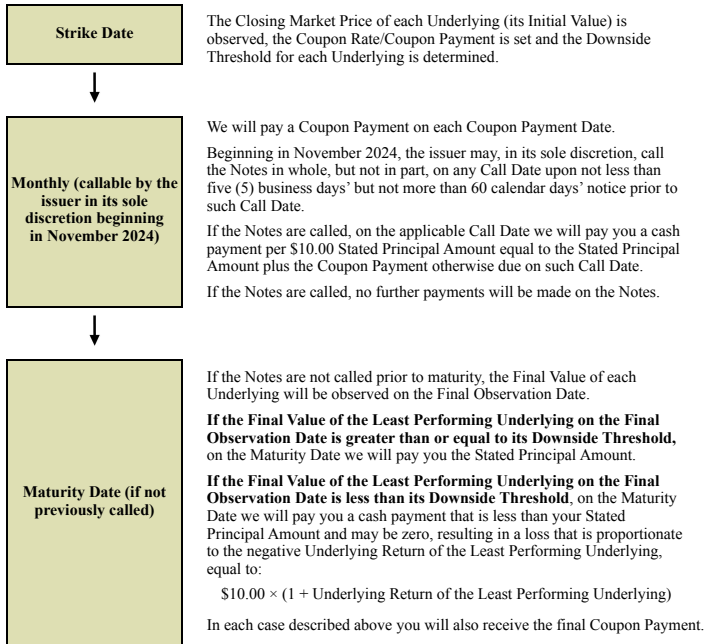 Strike Date
The Closing Market Price of each Underlying (its Initial Value) is
observed, the Coupon Rate/Coupon Payment is set and the Downside
Threshold for each Underlying is determined.
Monthly (callable by the
issuer in its sole
discretion beginning
in November 2024)
We will pay a Coupon Payment on each Coupon Payment Date.
Beginning in November 2024, the issuer may, in its sole discretion, call
the Notes in whole, but not in part, on any Call Date upon not less than
five (5) business days’ but not more than 60 calendar days’ notice prior to
such Call Date.
If the Notes are called, on the applicable Call Date we will pay you a cash
payment per $10.00 Stated Principal Amount equal to the Stated Principal
Amount plus the Coupon Payment otherwise due on such Call Date.
If the Notes are called, no further payments will be made on the Notes.
Maturity Date (if not
previously called)
If the Notes are not called prior to maturity, the Final Value of each
Underlying will be observed on the Final Observation Date.
If the Final Value of the Least Performing Underlying on the Final
Observation Date is greater than or equal to its Downside Threshold,
on the Maturity Date we will pay you the Stated Principal Amount.
If the Final Value of the Least Performing Underlying on the Final
Observation Date is less than its Downside Threshold, on the Maturity
Date we will pay you a cash payment that is less than your Stated
Principal Amount and may be zero, resulting in a loss that is proportionate
to the negative Underlying Return of the Least Performing Underlying,
equal to:
$10.00 × (1 + Underlying Return of the Least Performing Underlying)
In each case described above you will also receive the final Coupon Payment.